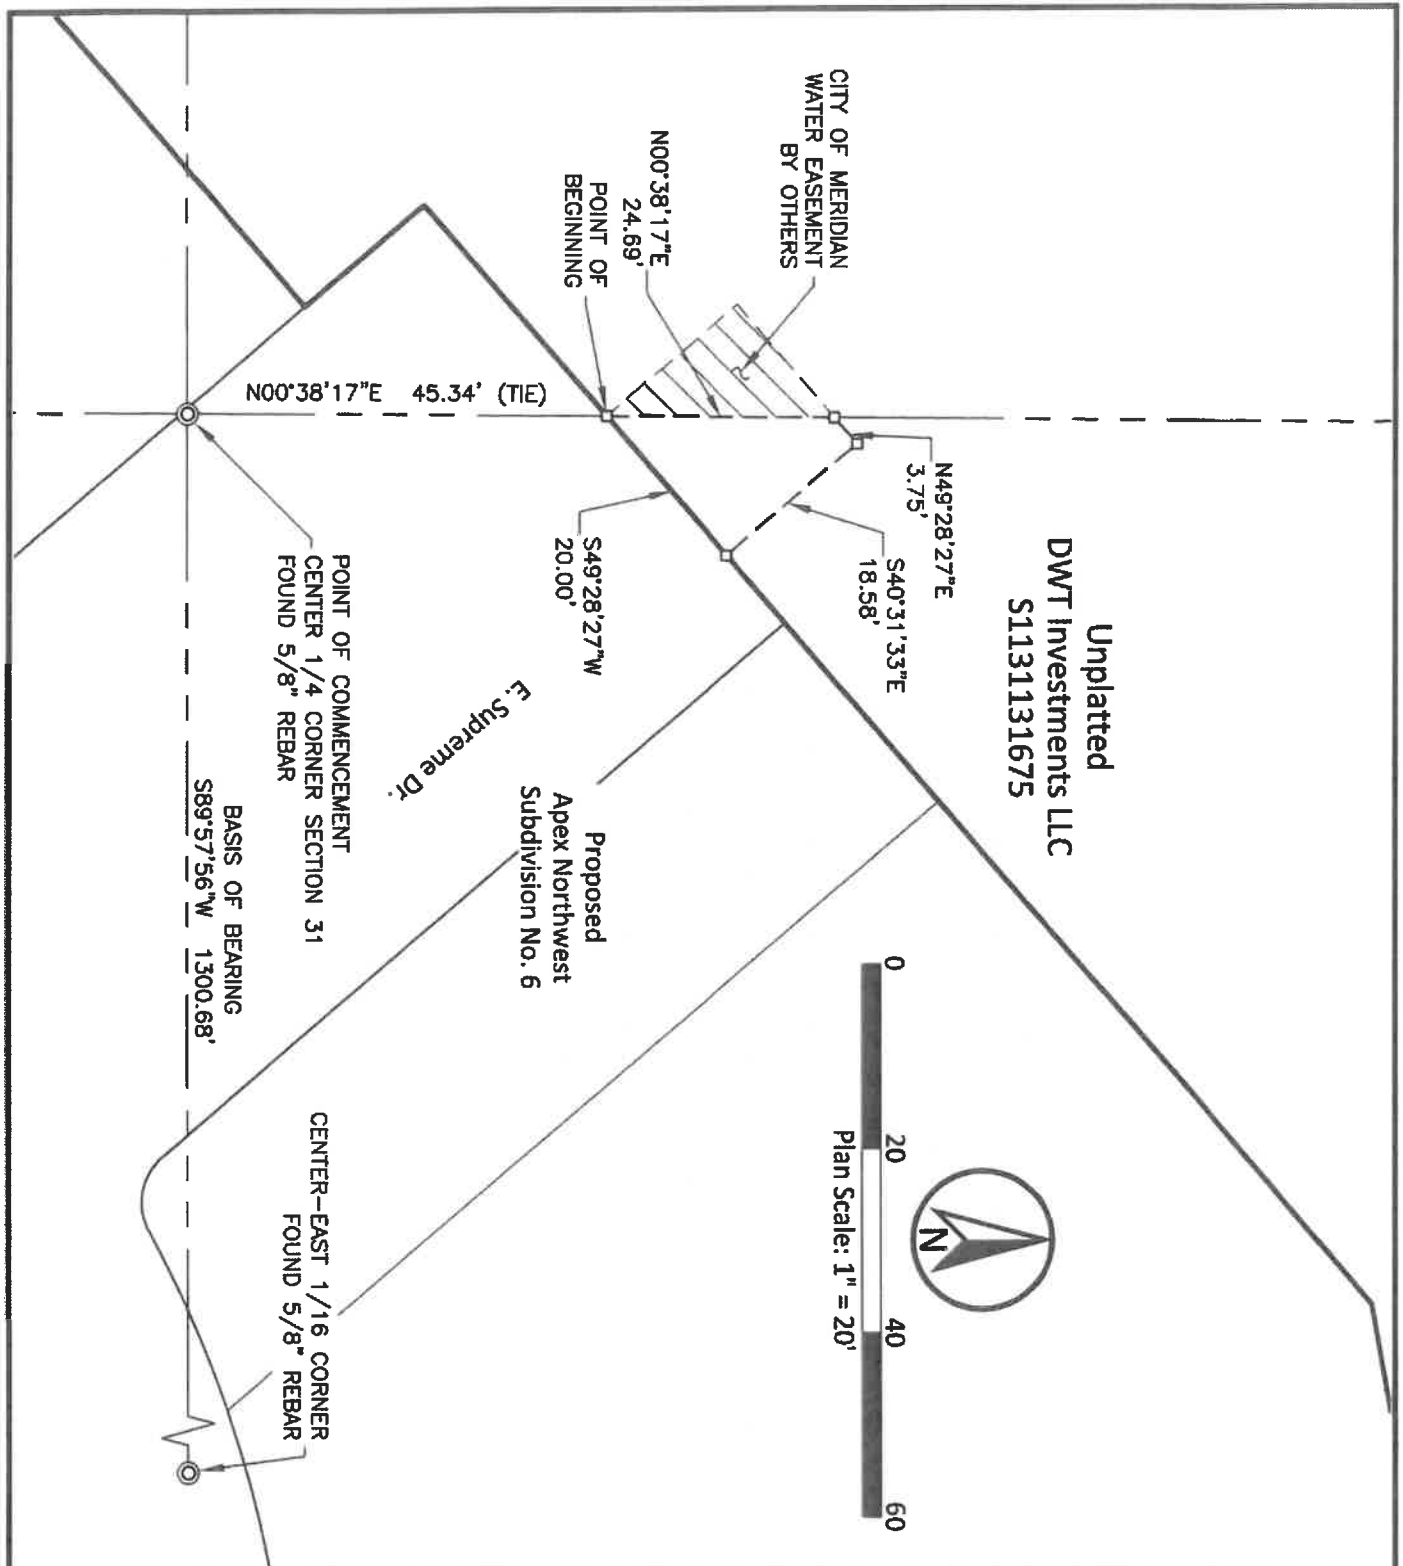 CITY OF MERIDIAN
WATER EASEMENT
BY OTHERS
N00°38'17"E
24.69'
POINT OF
BEGINNING
N00°38'17"E 45.34' (TIE)
N49°28'27"E
3.75'
S40°31'33"E
18.58'
S49°28'27"W
20.00'
Unplatted
DWT Investments LLC
S1131131675
E. Supreme Dr.
Proposed
Apex Northwest
Subdivision No. 6
POINT OF COMMENCEMENT
CENTER 1/4 CORNER SECTION 31
FOUND 5/8" REBAR
BASIS OF BEARING
S89°57'56"W 1300.68'
CENTER-EAST 1/16 CORNER
FOUND 5/8" REBAR
0 20 40 60
Plan Scale: 1" = 20'
N